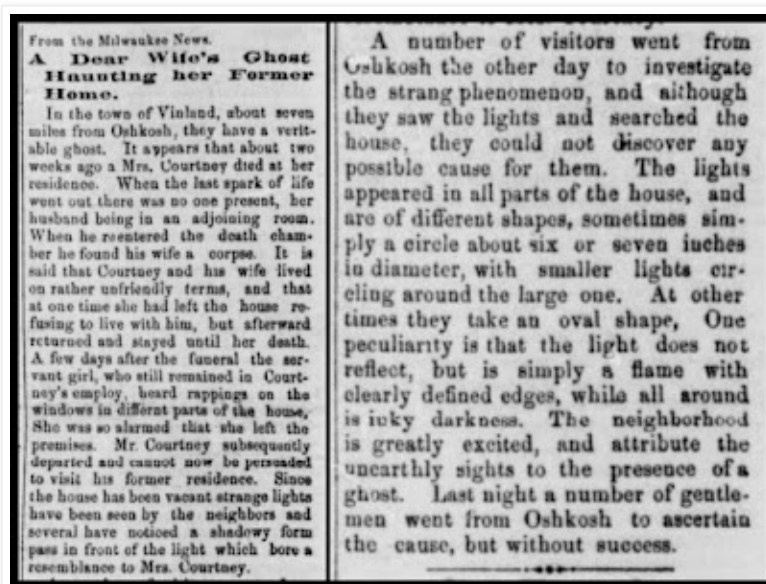 From the Milwaukee News.
A Dear Wife's Ghost
Haunting her Former
Home.
In the town of Vinland, about seven
miles from Oshkosh, they have a verit-
able ghost. It appears that about two
weeks ago a Mrs. Courtney died at her
residence. When the last spark of life
went out there was no one present, her
husband being in an adjoining room.
When he reentered the death cham-
ber he found his wife a corpse. It is
said that Courtney and his wife lived
on rather unfriendly terms, and that
at one time she had left the house re-
fusing to live with him, but afterward
returned and stayed until her death.
A few days after the funeral the ser-
vant girl, who still remained in Court-
ney's employ, heard rappings on the
windows in differnt parts of the house,
She was so alarmed that she left the
premises. Mr. Courtney subsequently
departed and cannot now be persuaded
to visit his former residence. Since
the house has been vacant strange lights
have been seen by the neighbors and
several have noticed a shadowy form
pass in front of the light which bore a
resemblance to Mrs. Courtney.
A number of visitors went from
Oshkosh the other day to investigate
the strang phenomenon, and although
they saw the lights and searched the
house, they could not discover any
possible cause for them. The lights
appeared in all parts of the house, and
are of different shapes, sometimes sim-
ply a circle about six or seven inches
in diameter, with smaller lights cir-
cling around the large one. At other
times they take an oval shape, One
peculiarity is that the light does not
reflect, but is simply a flame with
clearly defined edges, while all around
is inky darkness. The neighborhood
is greatly excited, and attribute the
unearthly sights to the presence of a
ghost. Last night a number of gentle-
men went from Oshkosh to ascertain
the cause, but without success.